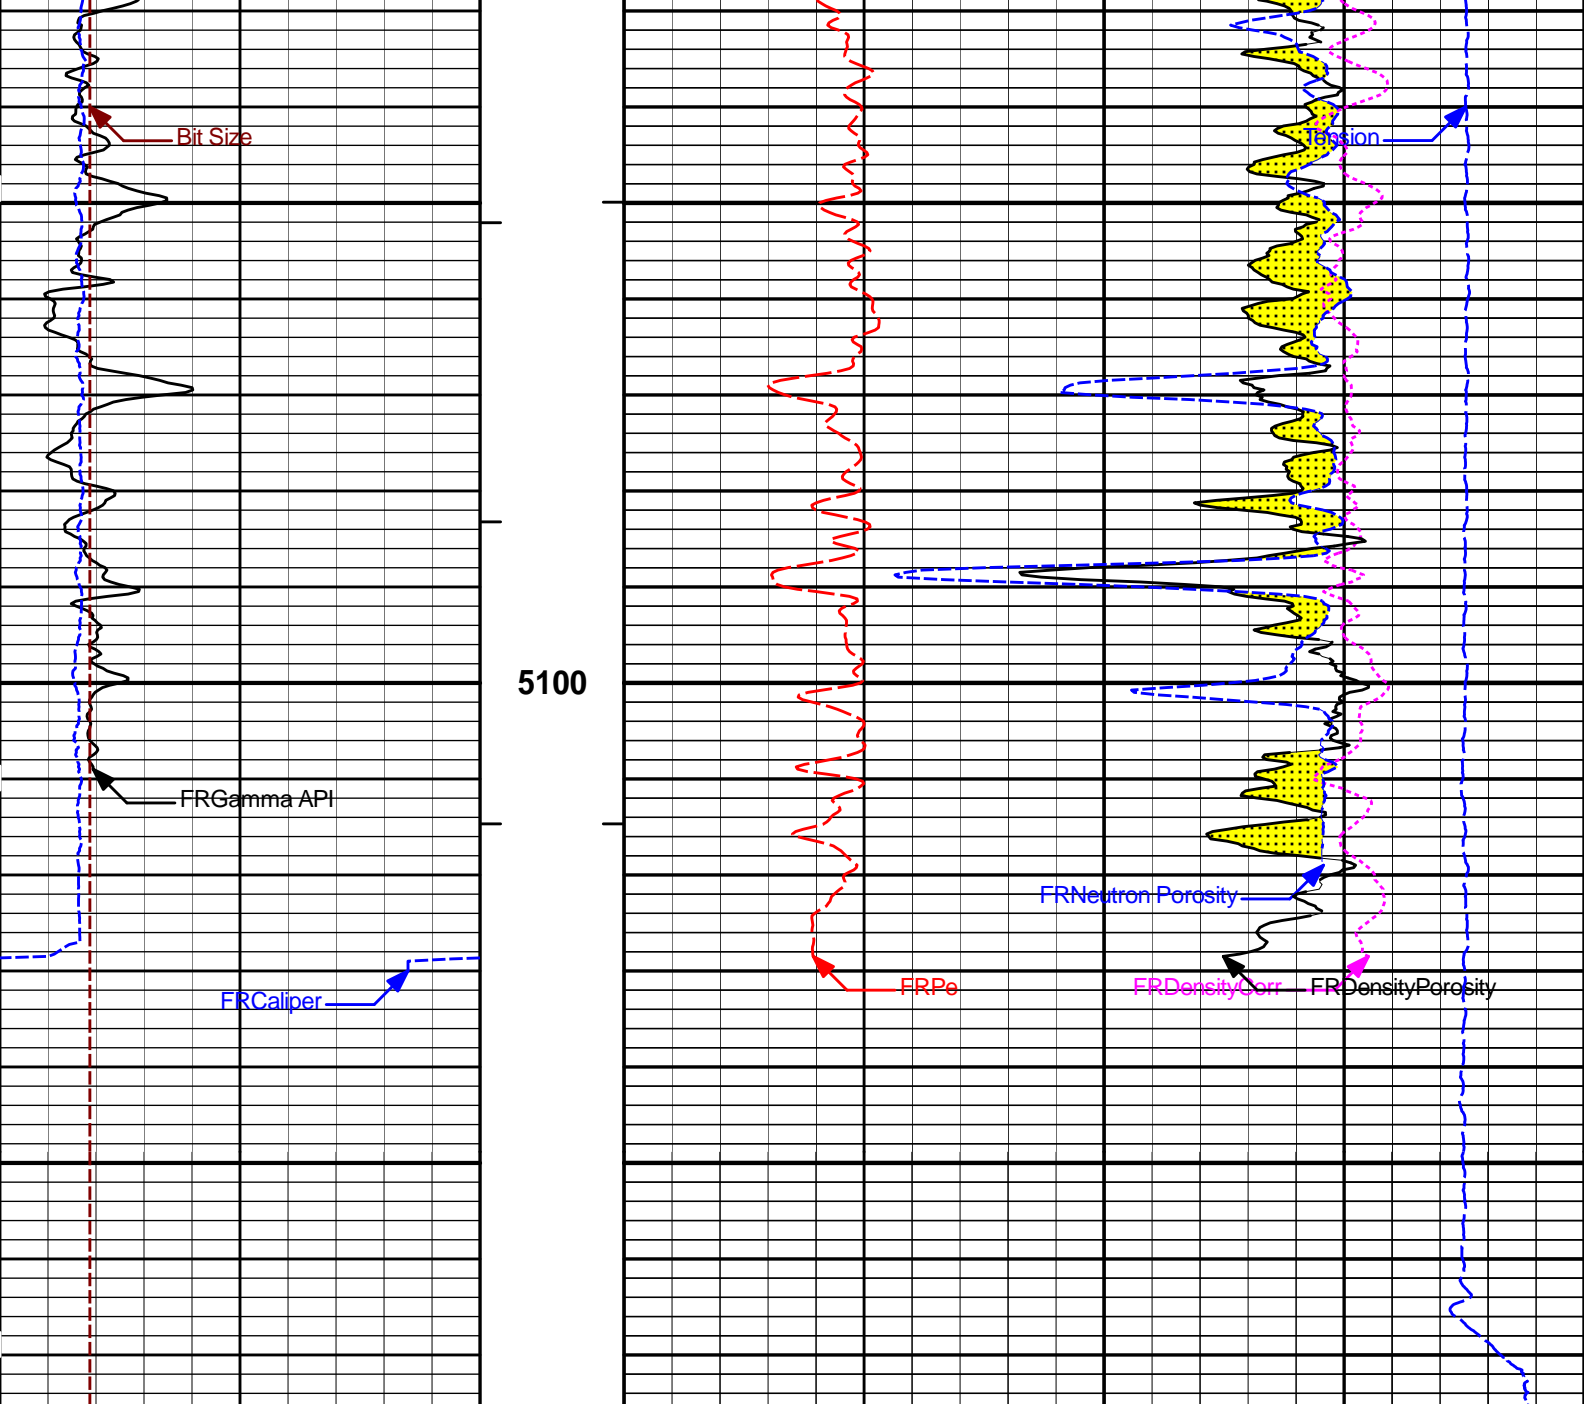 Bit Size
Tension
5100
FRGamma API
FRNeutron Porosity
FRCaliper
FRPe
FRDensityCorr
FRDensityPorosity